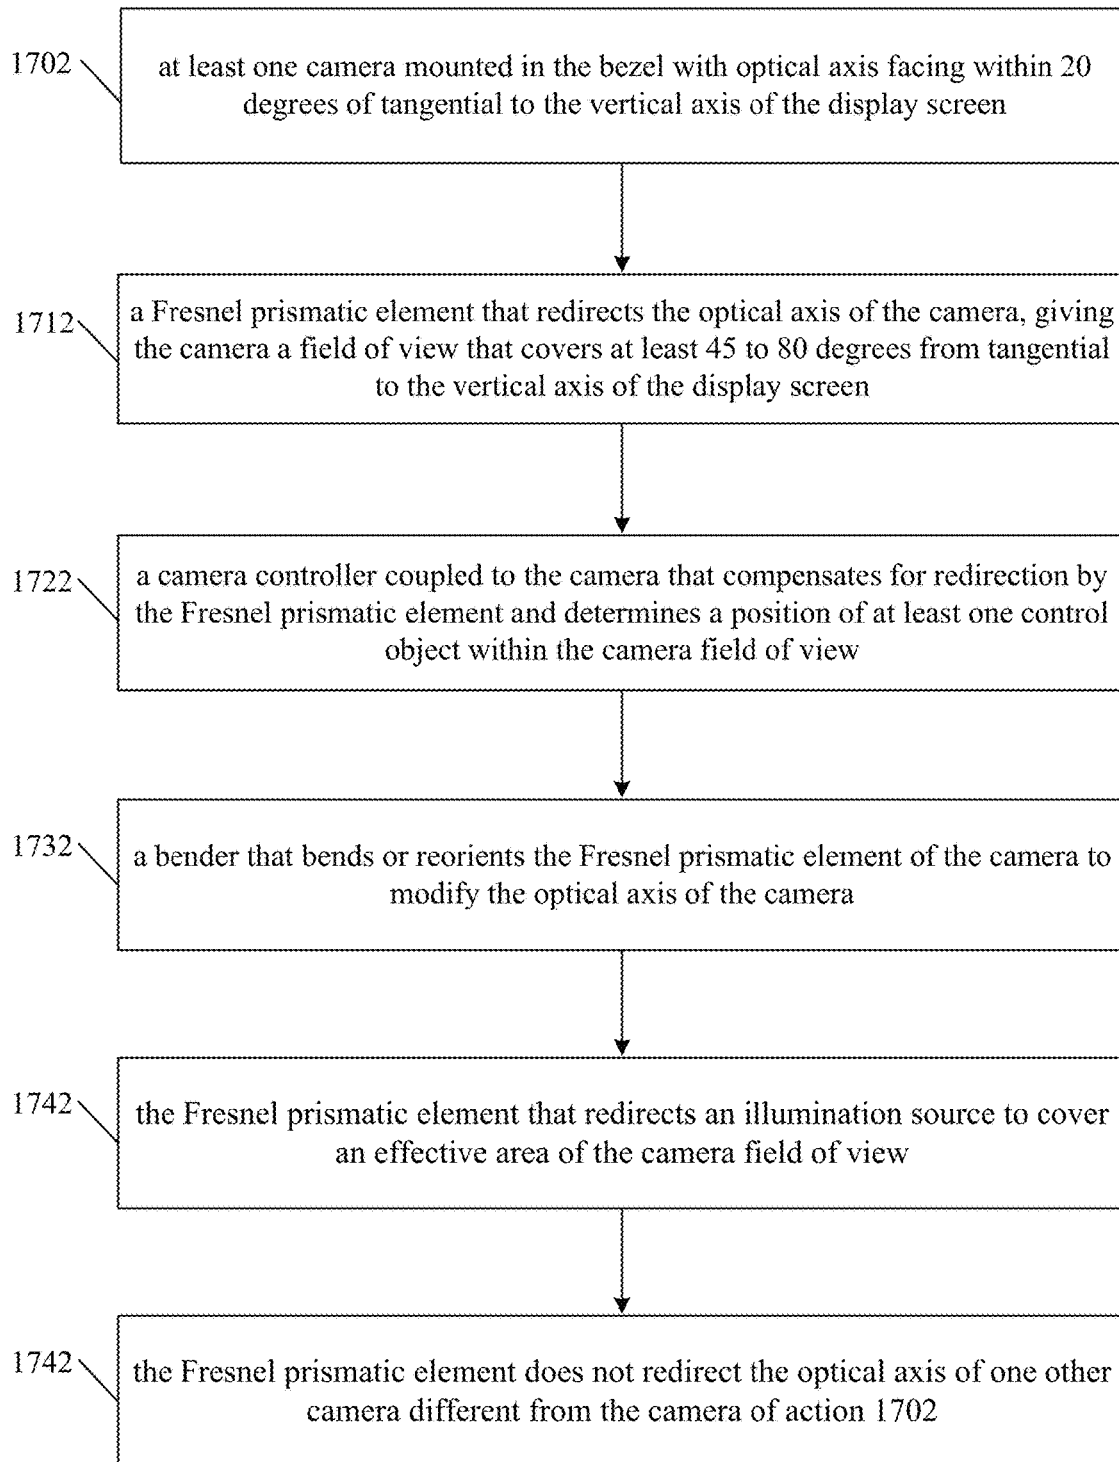 1702
at least one camera mounted in the bezel with optical axis facing within 20
degrees of tangential to the vertical axis of the display screen
1712
a Fresnel prismatic element that redirects the optical axis of the camera, giving
the camera a field of view that covers at least 45 to 80 degrees from tangential
to the vertical axis of the display screen
1722
a camera controller coupled to the camera that compensates for redirection by
the Fresnel prismatic element and determines a position of at least one control
object within the camera field of view
1732
a bender that bends or reorients the Fresnel prismatic element of the camera to
modify the optical axis of the camera
1742
the Fresnel prismatic element that redirects an illumination source to cover
an effective area of the camera field of view
1742
the Fresnel prismatic element does not redirect the optical axis of one other
camera different from the camera of action 1702